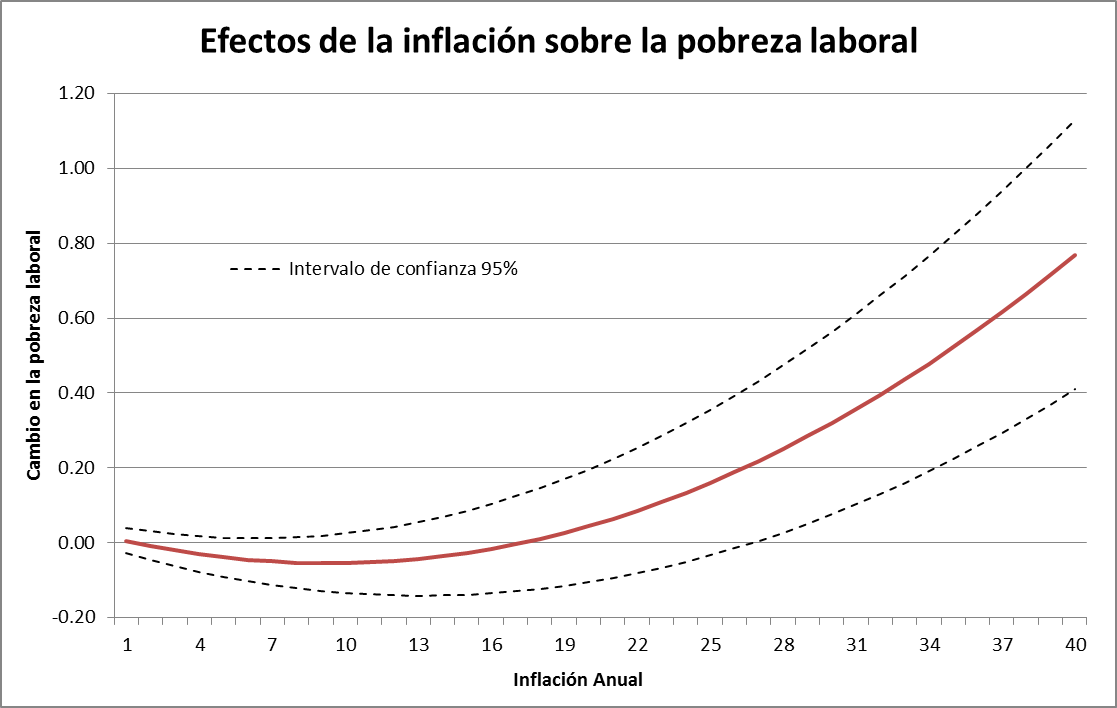 Efectos de la inflación sobre la pobreza laboral
1.20
1.00
0.80
0.60
0.40
0.20
0.00
-0.20
Cambio en la pobreza laboral
Intervalo de confianza 95%
1 4 7 10 13 16 19 22 25 28 31 34 37 40
Inflación Anual